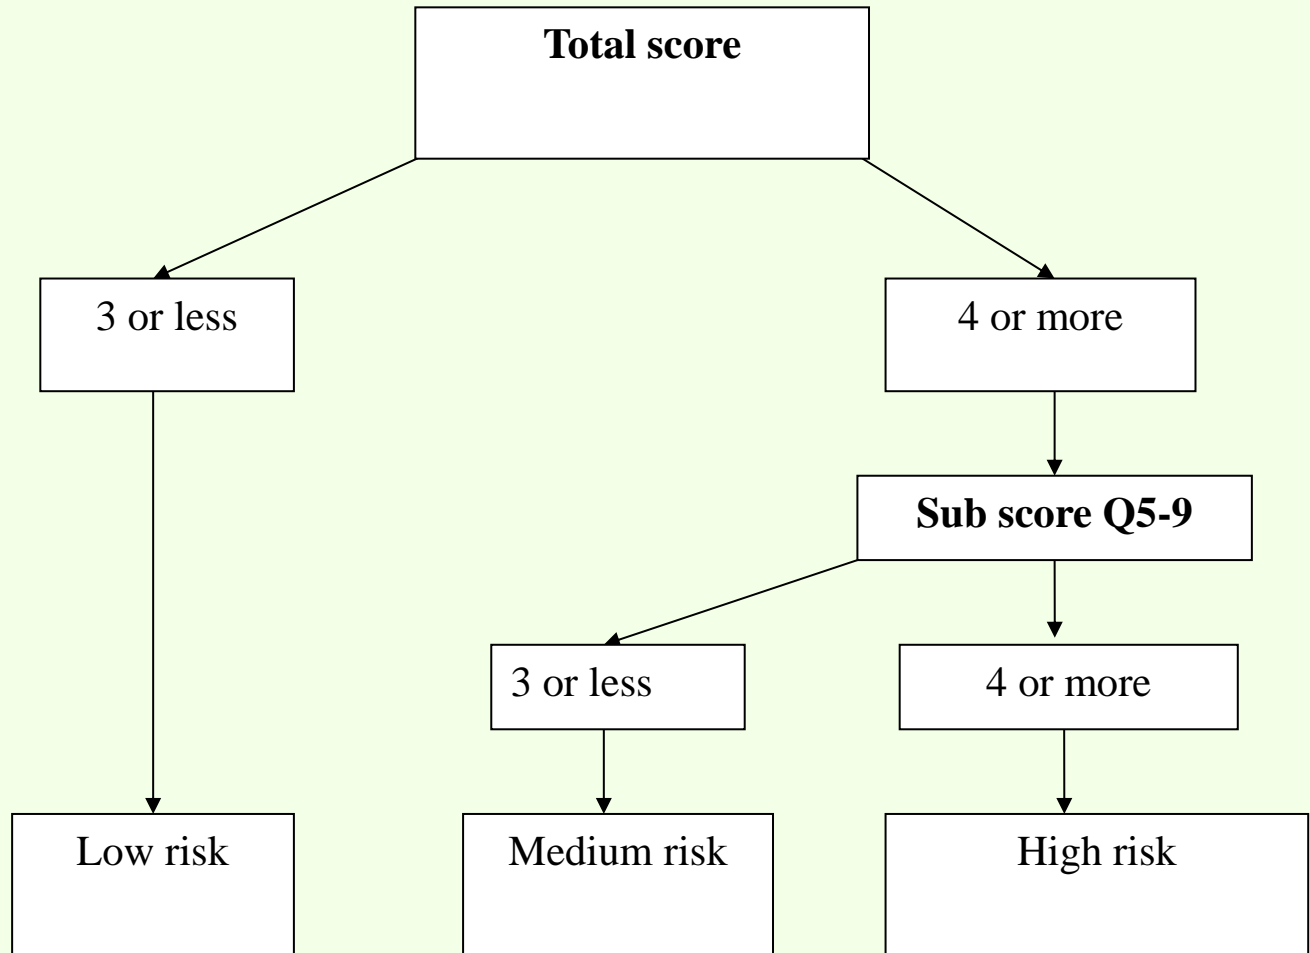 Total score
3 or less
4 or more
Sub score Q5-9
3 or less
4 or more
Low risk
Medium risk
High risk